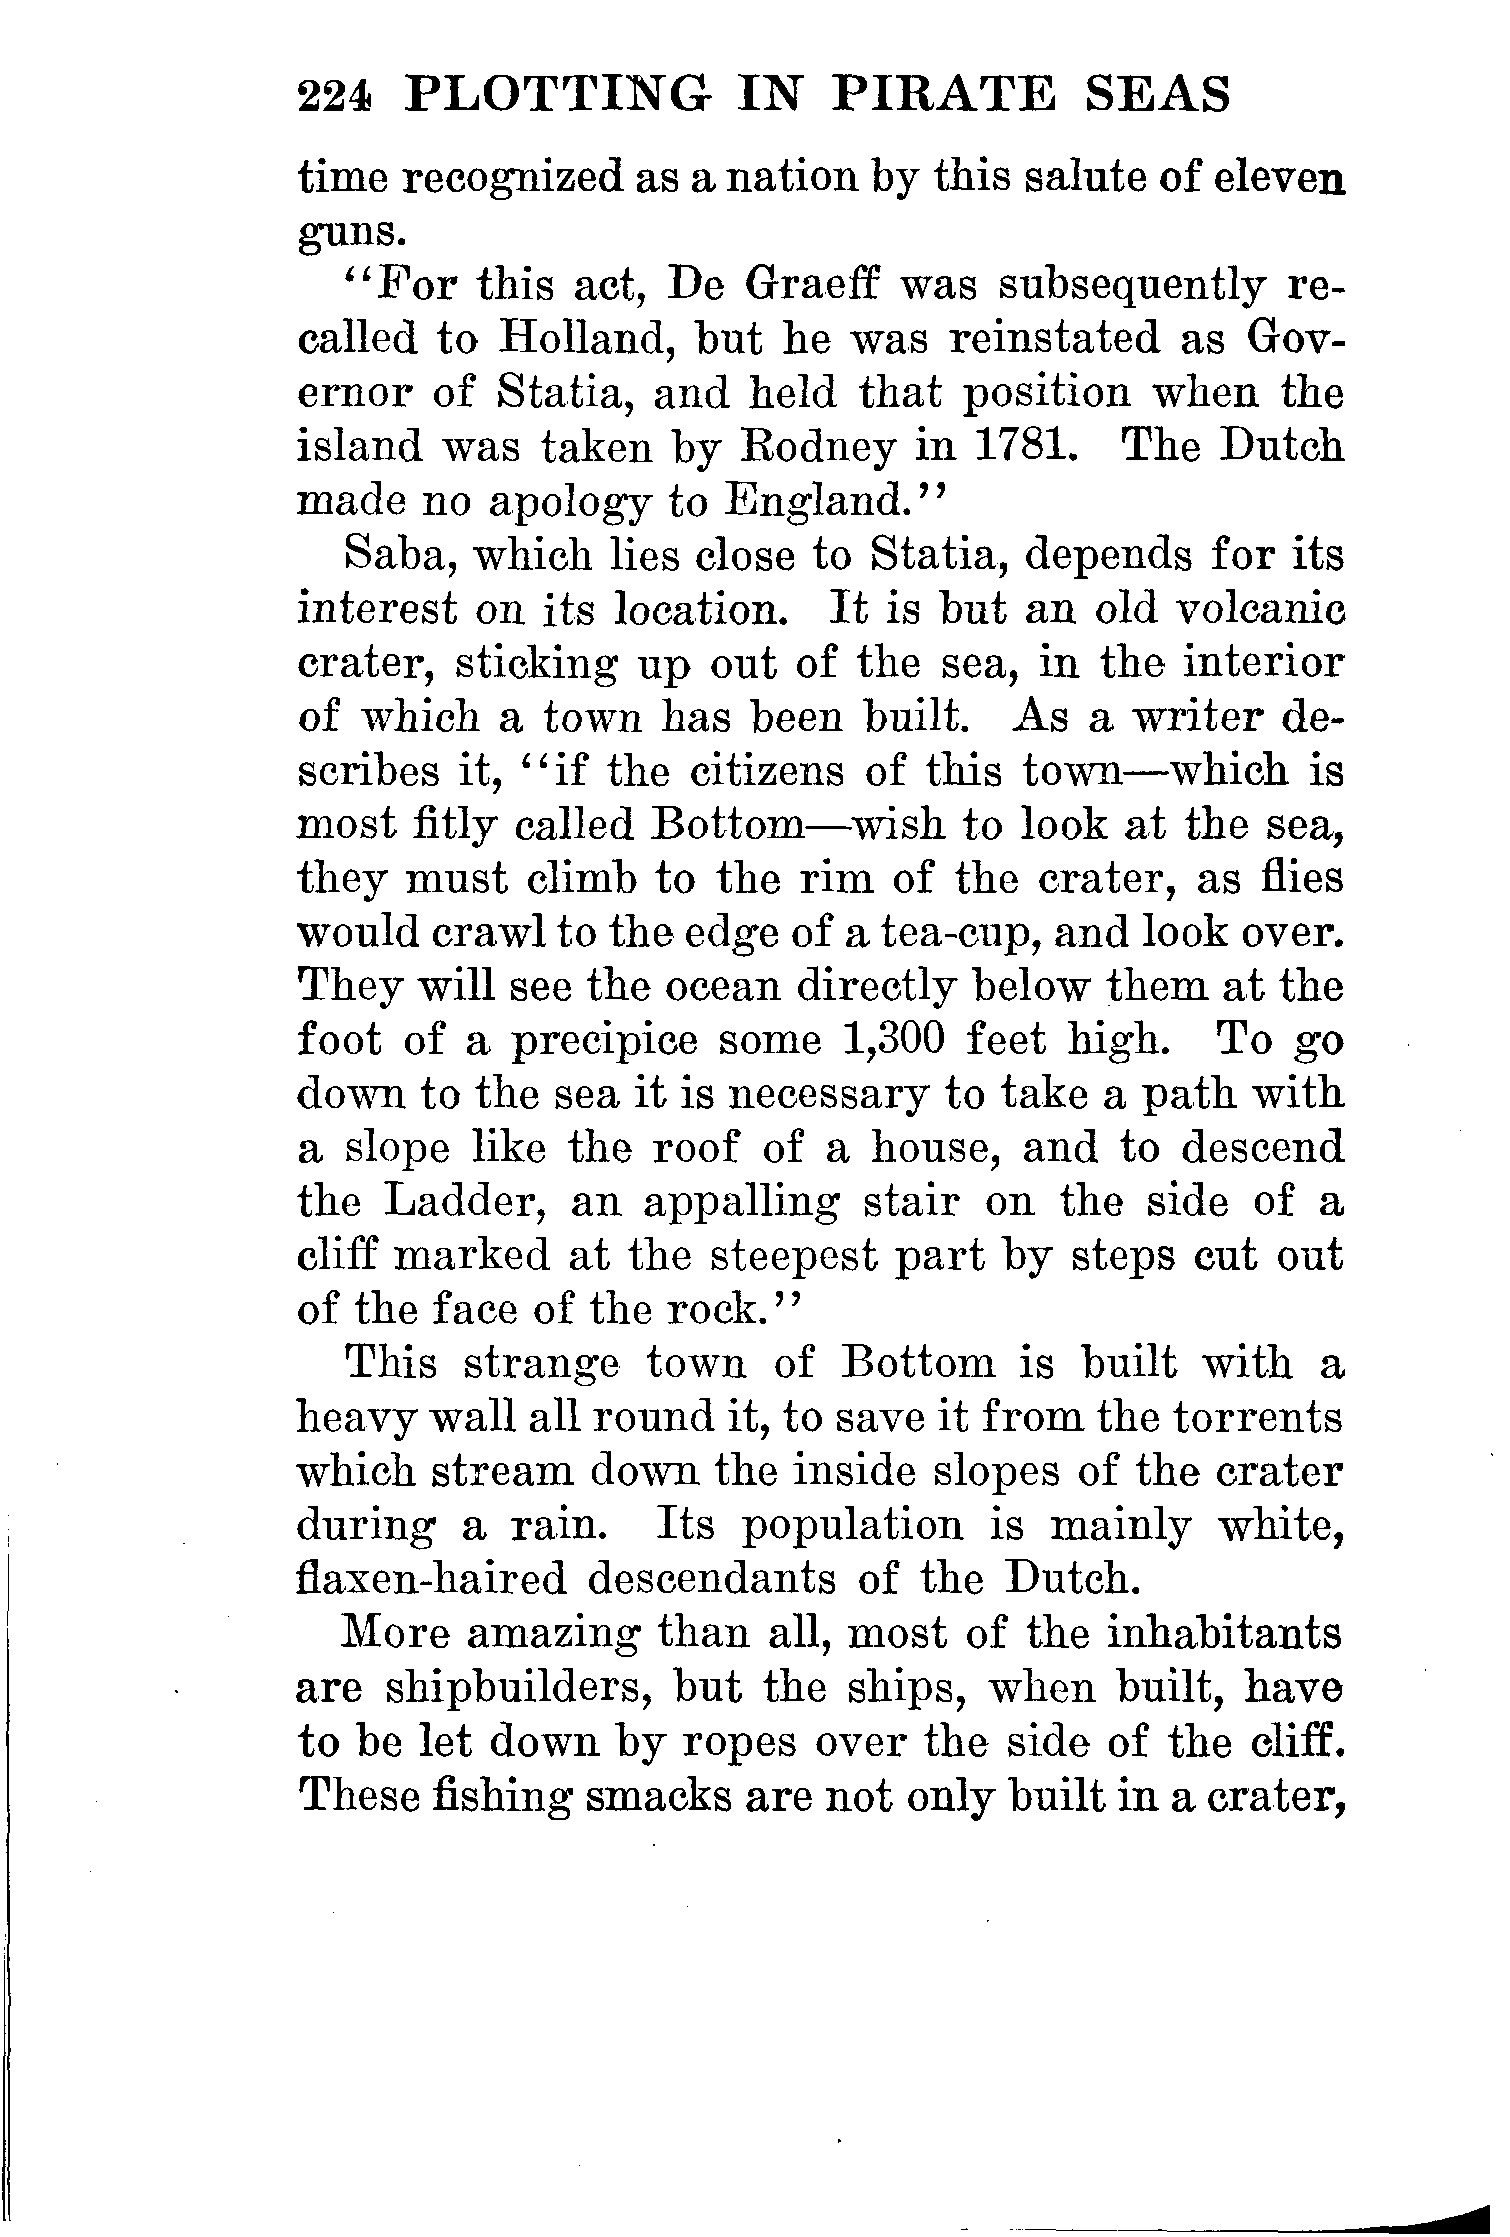 224 PLOTTING IN PIRATE SEAS
time recognized as a nation by this salute of eleven
guns.
“For this act, De Graeff was subsequently re-
called to Holland, but he was reinstated as Gov-
ernor of Statia, and held that position when the
island was taken by Rodney in 1781. The Dutch
made no apology to England.”
Saba, which lies close to Statia, depends for its
interest on its location. It is but an old volcanic
crater, sticking up out of the sea, in the interior
of which a town has been built. As a writer de-
scribes it, “if the citizens of this town—which is
most fitly called Bottom—wish to look at the sea,
they must climb to the rim of the crater, as flies
would crawl to the edge of a tea-cup, and look over.
They will see the ocean directly below them at the
foot of a precipice some 1,300 feet high. To go
down to the sea it is necessary to take a path with
a slope like the roof of a house, and to descend
the Ladder, an appalling stair on the side of a
cliff marked at the steepest part by steps cut out
of the face of the rock.”
This strange town of Bottom is built with a
heavy wall all round it, to save it from the torrents
which stream down the inside slopes of the crater
during a rain. Its population is mainly white,
flaxen-haired descendants of the Dutch.
More amazing than all, most of the inhabitants
are shipbuilders, but the ships, when built, have
to be let down by ropes over the side of the cliff.
These fishing smacks are not only built in a crater,